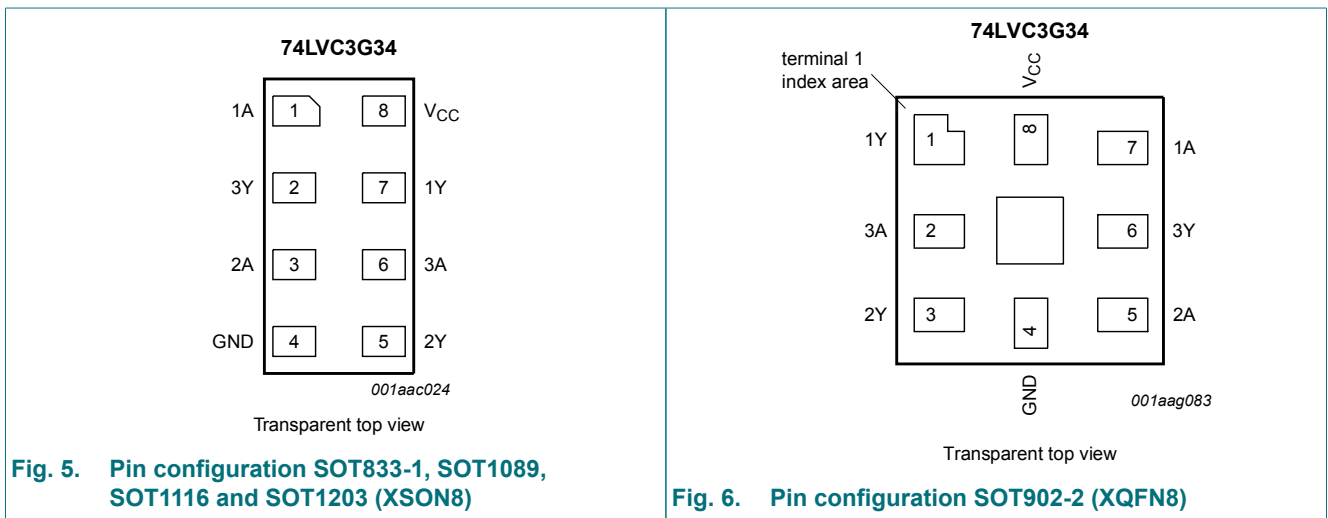 74LVC3G34
1A 1 8 VCC
3Y 2 7 1Y
2A 3 6 3A
GND 4 5 2Y
001aac024
Transparent top view
Fig. 5. Pin configuration SOT833-1, SOT1089,
SOT1116 and SOT1203 (XSON8)
74LVC3G34
terminal 1
index area
VCC
1Y 1 8 7 1A
3A 2 6 3Y
2Y 3 4 5 2A
GND
001aag083
Transparent top view
Fig. 6. Pin configuration SOT902-2 (XQFN8)